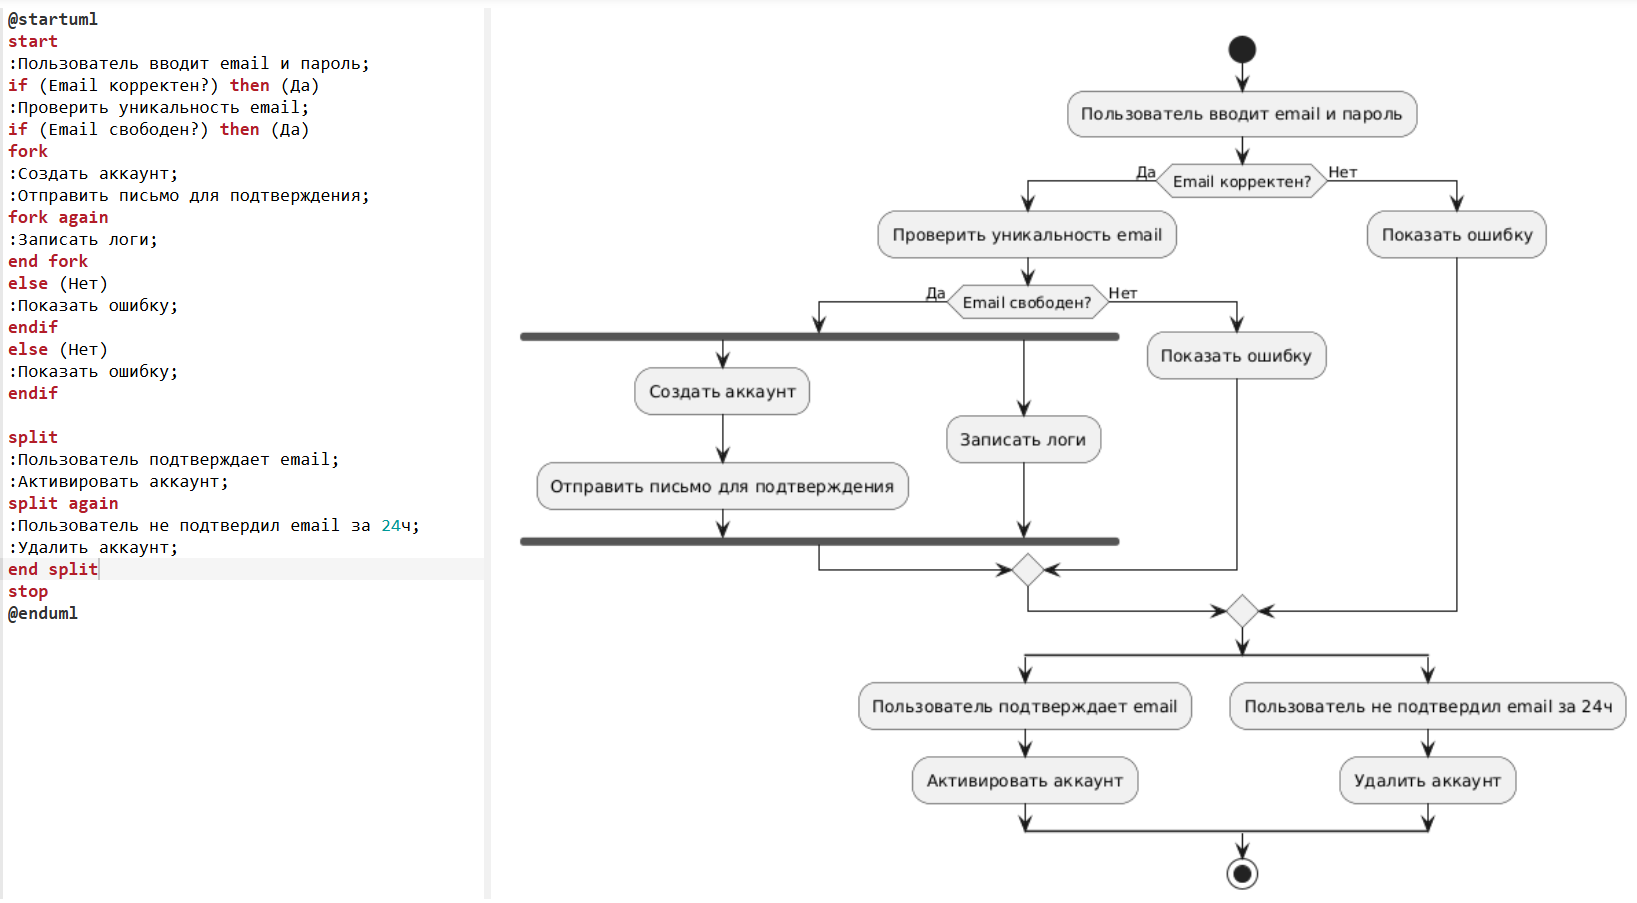 @startuml
start
:Пользователь вводит email и пароль;
if (Email корректен?) then (Да)
:Проверить уникальность email;
if (Email свободен?) then (Да)
fork
:Создать аккаунт;
:Отправить письмо для подтверждения;
fork again
:Записать логи;
end fork
else (Нет)
:Показать ошибку;
endif
else (Нет)
:Показать ошибку;
endif
split
:Пользователь подтверждает email;
:Активировать аккаунт;
split again
:Пользователь не подтвердил email за 24ч;
:Удалить аккаунт;
end split
stop
@enduml
Пользователь вводит email и пароль
Да
Email корректен?
Нет
Проверить уникальность email
Показать ошибку
Да
Email свободен?
Нет
Показать ошибку
Создать аккаунт
Записать логи
Отправить письмо для подтверждения
Пользователь подтверждает email
Пользователь не подтвердил email за 24ч
Активировать аккаунт
Удалить аккаунт